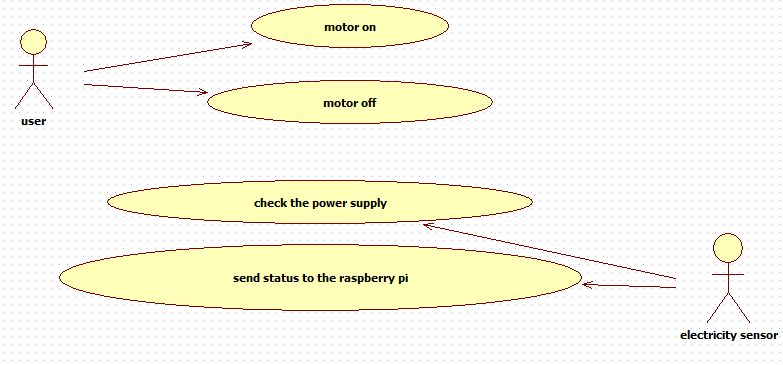 motor on
motor off
user
check the power supply
send status to the raspberry pi
electricity sensor